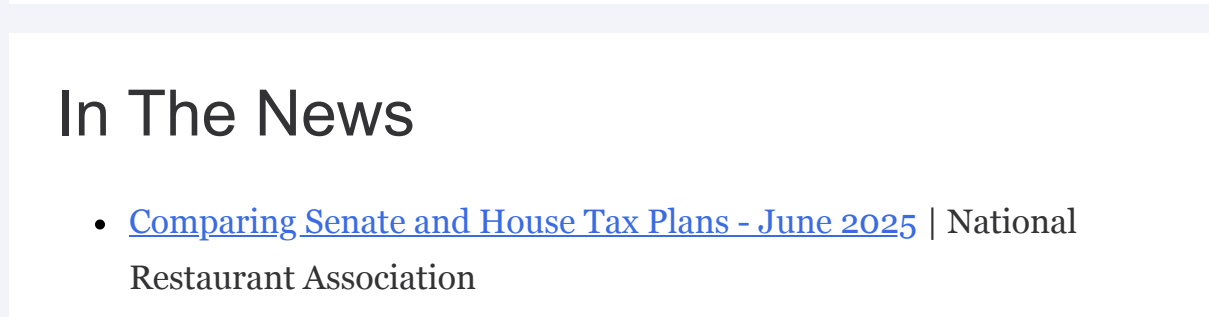 In The News
Comparing Senate and House Tax Plans - June 2025 | National
Restaurant Association